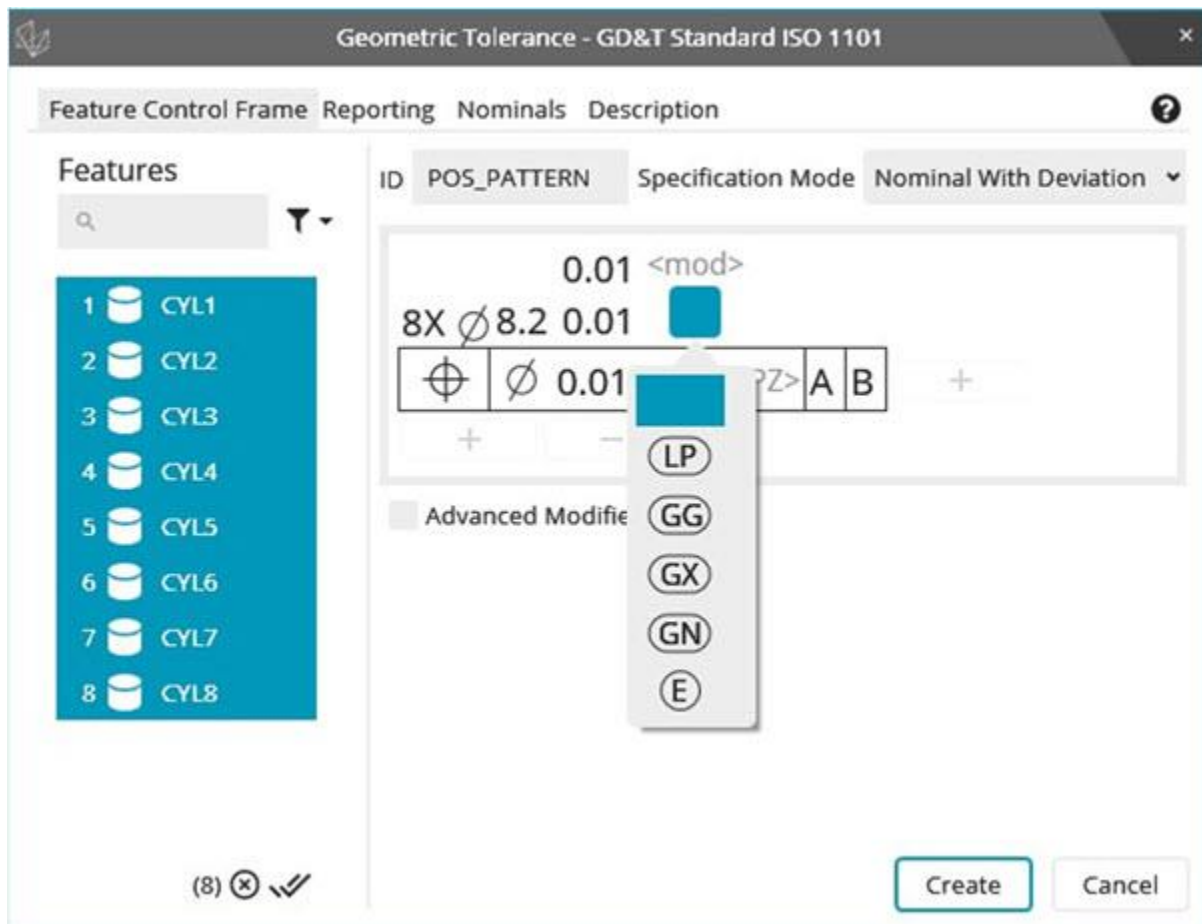 Geometric Tolerance - GD&T Standard ISO 1101
Feature Control Frame Reporting Nominals Description
Features
ID POS_PATTERN Specification Mode Nominal With Deviation
0.01 <mod>
8X ⌀ 8.2 0.01
⌖ ⌀ 0.01 PZ> A B
LP
GG
GX
GN
E
Advanced Modifie
1 CYL1
2 CYL2
3 CYL3
4 CYL4
5 CYL5
6 CYL6
7 CYL7
8 CYL8
(8)
Create Cancel